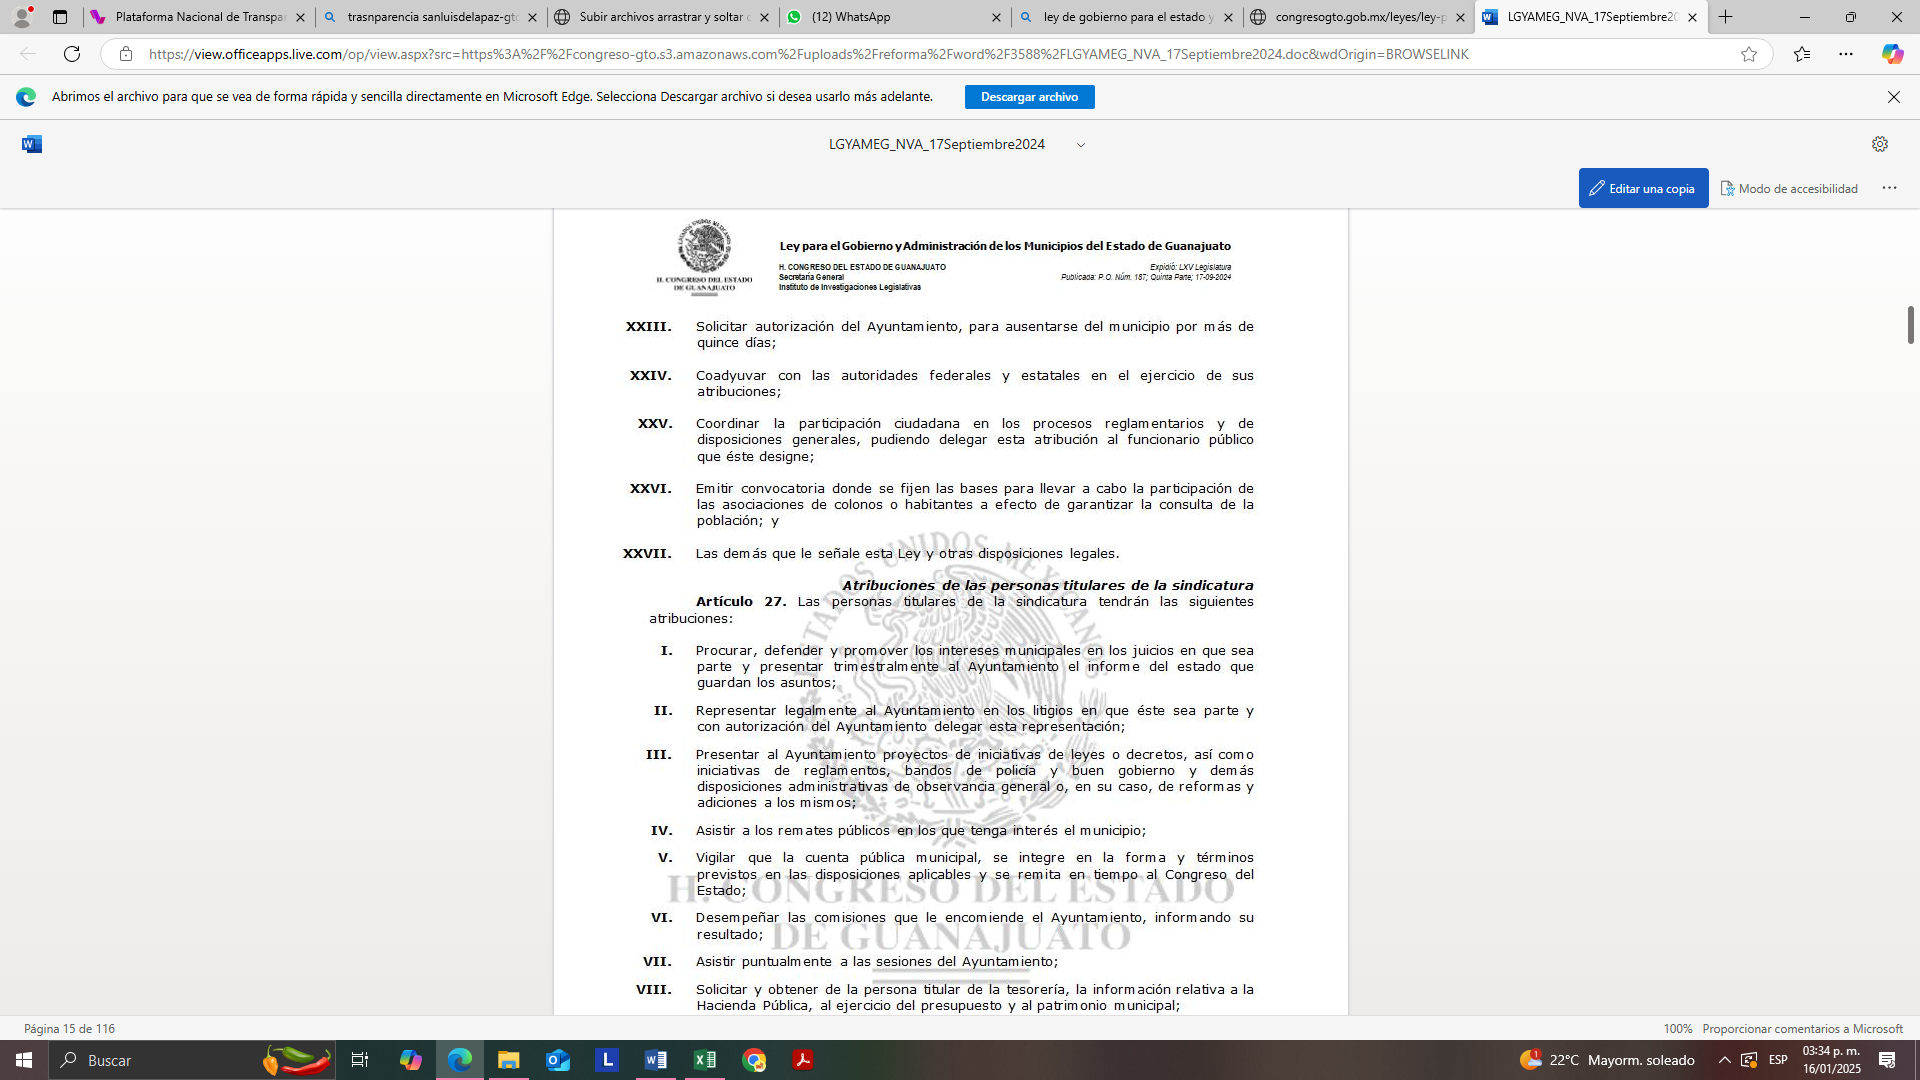 Plataforma Nacional de Transpar
trasnparencia sanluisdelapaz-gto
Subir archivos arrastrar y soltar
(12) WhatsApp
ley de gobierno para el estado y
congresogto.gob.mx/leyes/ley-p
LGYAMEG_NVA_17Septiembre20
https://view.officeapps.live.com/op/view.aspx?src=https%3A%2F%2Fcongreso-gto.s3.amazonaws.com%2Fuploads%2Freforma%2Fword%2F3588%2FLGYAMEG_NVA_17Septiembre2024.doc&wdOrigin=BROWSELINK
Abrimos el archivo para que se vea de forma rápida y sencilla directamente en Microsoft Edge. Selecciona Descargar archivo si desea usarlo más adelante.
Descargar archivo
LGYAMEG_NVA_17Septiembre2024
Editar una copia
Modo de accesibilidad
ESTADOS UNIDOS MEXICANOS
H. CONGRESO DEL ESTADO
DE GUANAJUATO
Ley para el Gobierno y Administración de los Municipios del Estado de Guanajuato
H. CONGRESO DEL ESTADO DE GUANAJUATO
Expidió: LXV Legislatura
Secretaría General
Publicada: P.O. Núm. 187; Quinta Parte; 17-09-2024
Instituto de Investigaciones Legislativas
XXIII. Solicitar autorización del Ayuntamiento, para ausentarse del municipio por más de
quince días;
XXIV. Coadyuvar con las autoridades federales y estatales en el ejercicio de sus
atribuciones;
XXV. Coordinar la participación ciudadana en los procesos reglamentarios y de
disposiciones generales, pudiendo delegar esta atribución al funcionario público
que éste designe;
XXVI. Emitir convocatoria donde se fijen las bases para llevar a cabo la participación de
las asociaciones de colonos o habitantes a efecto de garantizar la consulta de la
población; y
XXVII. Las demás que le señale esta Ley y otras disposiciones legales.
Atribuciones de las personas titulares de la sindicatura
Artículo 27. Las personas titulares de la sindicatura tendrán las siguientes
atribuciones:
I. Procurar, defender y promover los intereses municipales en los juicios en que sea
parte y presentar trimestralmente al Ayuntamiento el informe del estado que
guardan los asuntos;
II. Representar legalmente al Ayuntamiento en los litigios en que éste sea parte y
con autorización del Ayuntamiento delegar esta representación;
III. Presentar al Ayuntamiento proyectos de iniciativas de leyes o decretos, así como
iniciativas de reglamentos, bandos de policía y buen gobierno y demás
disposiciones administrativas de observancia general o, en su caso, de reformas y
adiciones a los mismos;
IV. Asistir a los remates públicos en los que tenga interés el municipio;
V. Vigilar que la cuenta pública municipal, se integre en la forma y términos
previstos en las disposiciones aplicables y se remita en tiempo al Congreso del
Estado;
VI. Desempeñar las comisiones que le encomiende el Ayuntamiento, informando su
resultado;
VII. Asistir puntualmente a las sesiones del Ayuntamiento;
VIII. Solicitar y obtener de la persona titular de la tesorería, la información relativa a la
Hacienda Pública, al ejercicio del presupuesto y al patrimonio municipal;
ESTADOS UNIDOS MEXICANOS
H. CONGRESO DEL ESTADO
DE GUANAJUATO
Página 15 de 116
100%
Proporcionar comentarios a Microsoft
Buscar
L
1
22°C Mayorm. soleado
ESP
03:34 p. m.
16/01/2025